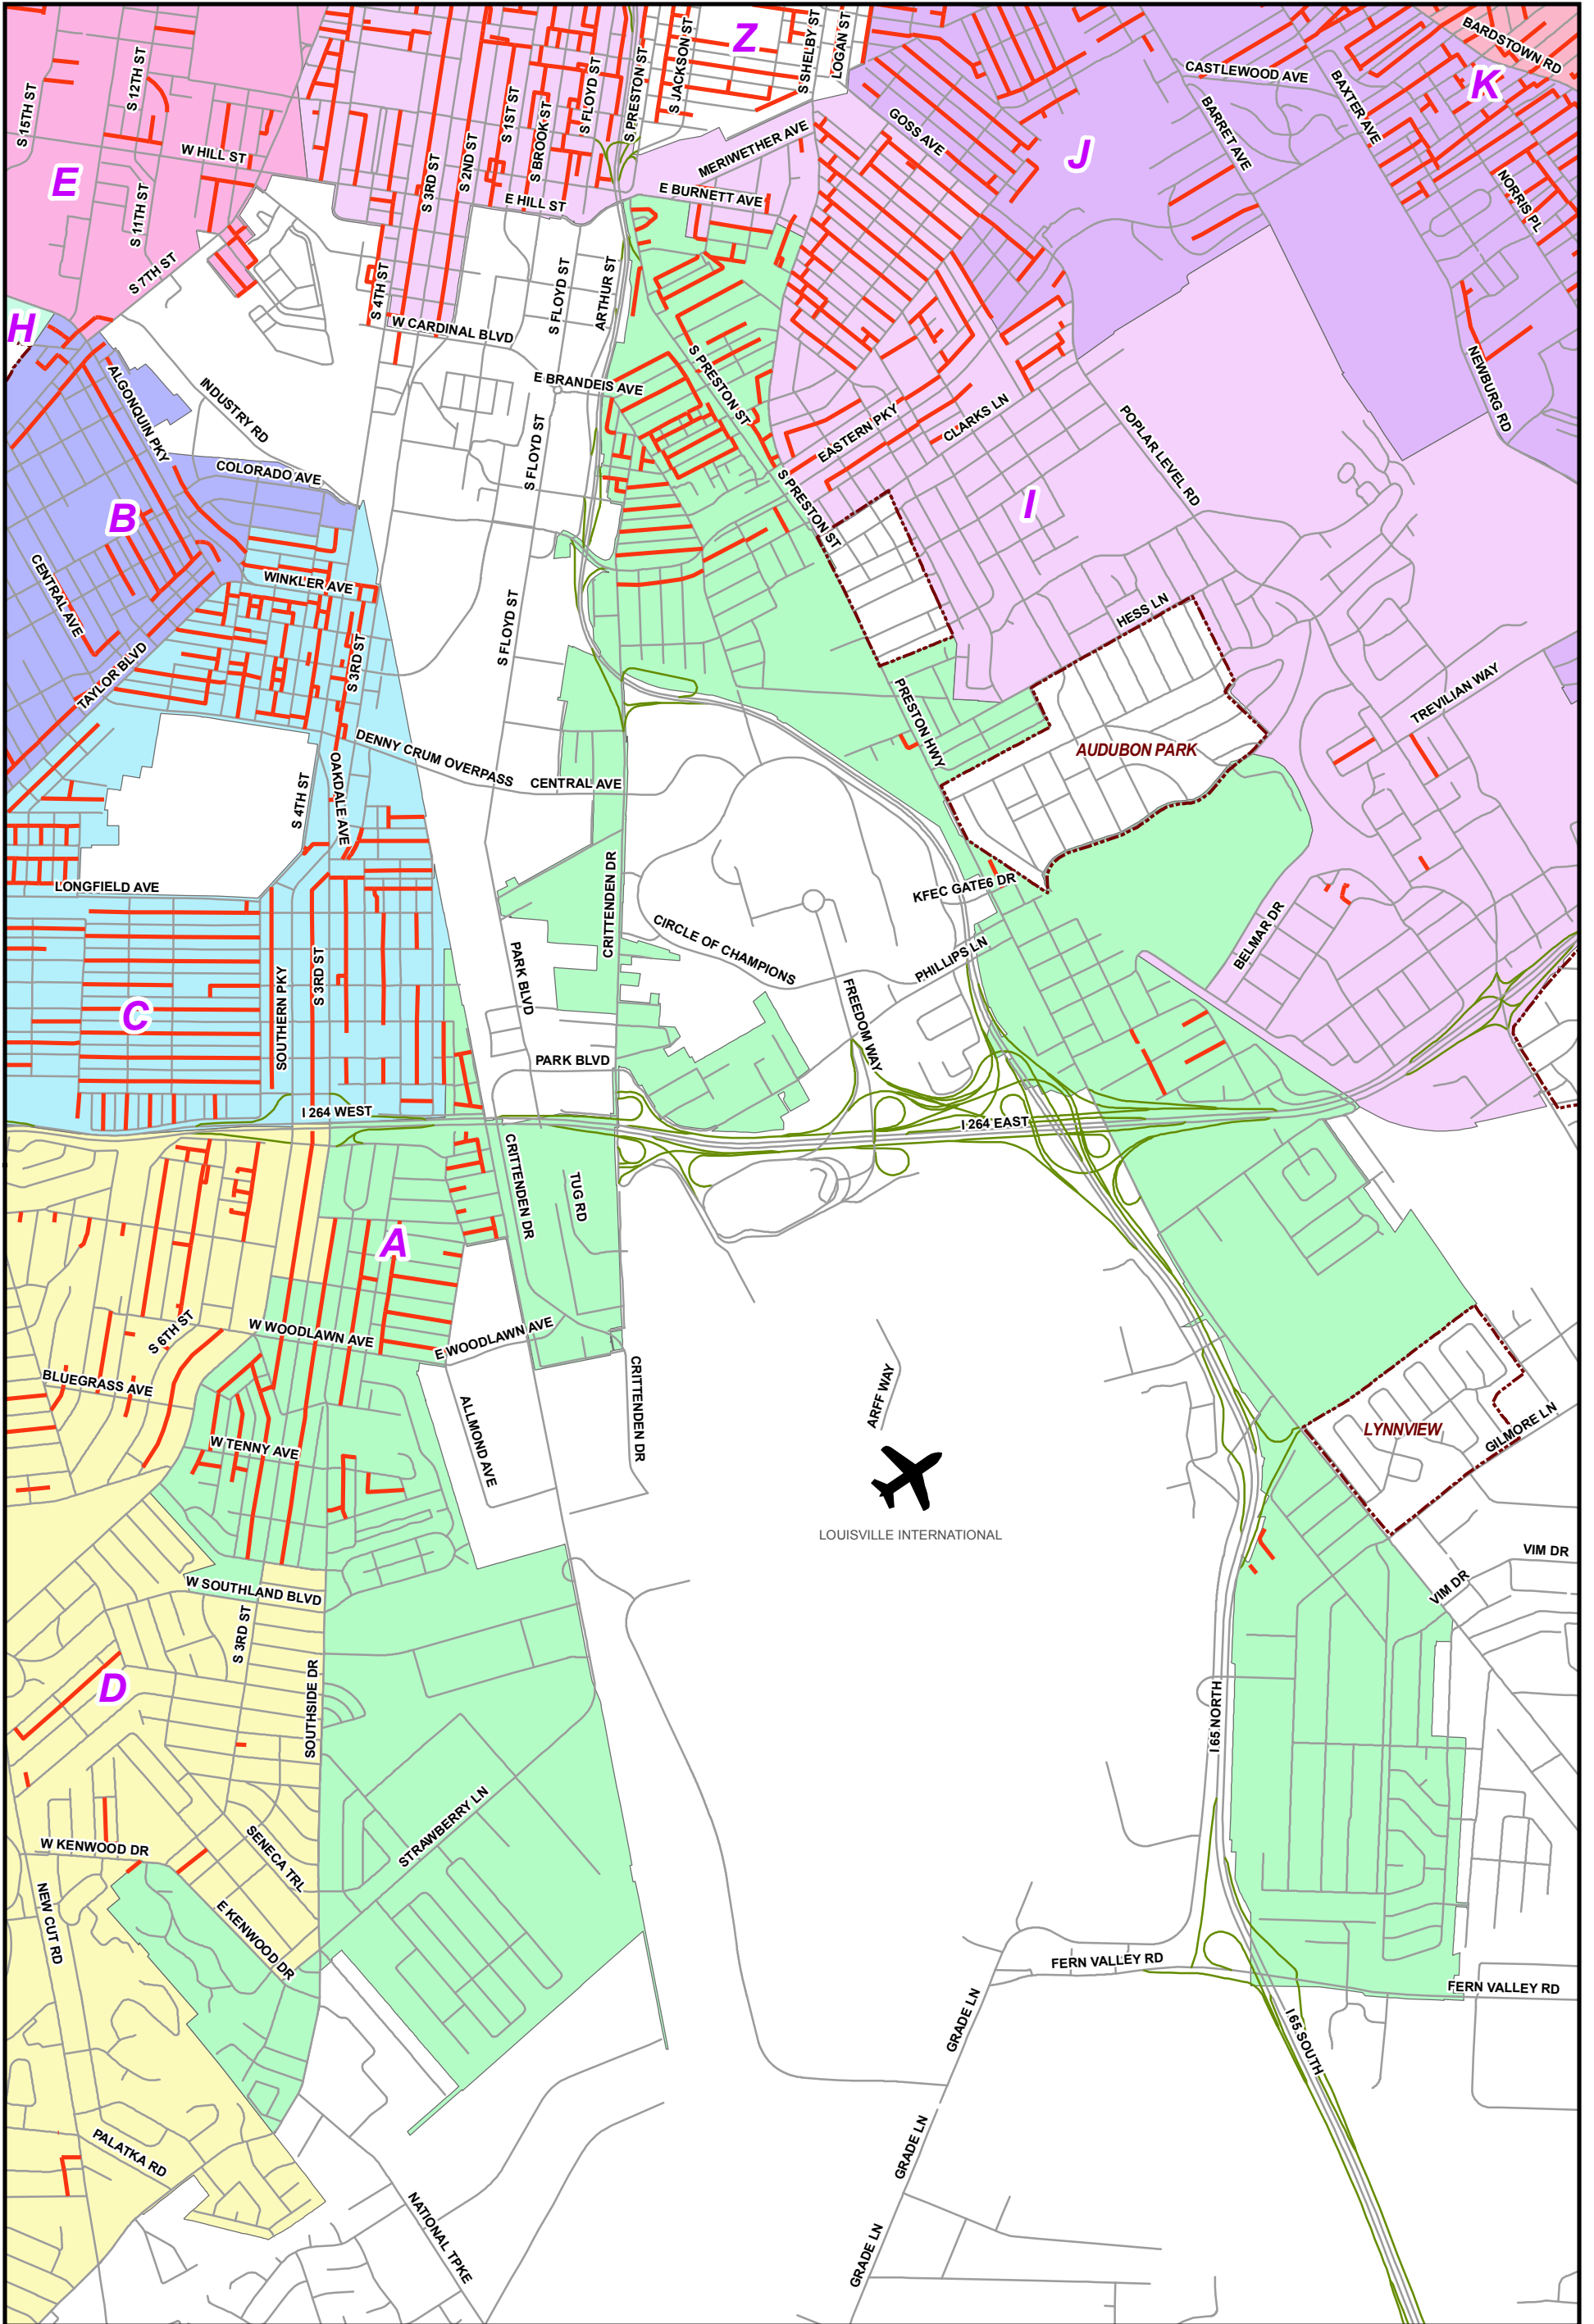 Z
BARDSTOWN RD
K
S 15TH ST
S 12TH ST
S 1ST ST
S BROOK ST
S FLOYD ST
S PRESTON ST
S JACKSON ST
S SHELBY ST
LOGAN ST
CASTLEWOOD AVE
BAXTER AVE
BARRET AVE
GOSS AVE
J
W HILL ST
E
S 3RD ST
S 2ND ST
MERIWETHER AVE
E BURNETT AVE
E HILL ST
NORRIS PL
S 11TH ST
S 7TH ST
S 4TH ST
S FLOYD ST
ARTHUR ST
H
W CARDINAL BLVD
ALGONQUIN PKY
INDUSTRY RD
E BRANDEIS AVE
S PRESTON ST
NEWBURG RD
EASTERN PKY
CLARKS LN
POPLAR LEVEL RD
COLORADO AVE
S FLOYD ST
S PRESTON ST
I
B
CENTRAL AVE
WINKLER AVE
S FLOYD ST
HESS LN
TAYLOR BLVD
S 3RD ST
PRESTON HWY
TREVILIAN WAY
AUDUBON PARK
DENNY CRUM OVERPASS
CENTRAL AVE
S 4TH ST
OAKDALE AVE
LONGFIELD AVE
CRITTENDEN DR
KFEC GATE6 DR
CIRCLE OF CHAMPIONS
PHILLIPS LN
BELMAR DR
C
SOUTHERN PKY
S 3RD ST
PARK BLVD
FREEDOM WAY
PARK BLVD
I 264 WEST
I 264 EAST
CRITTENDEN DR
TUG RD
A
S 6TH ST
W WOODLAWN AVE
E WOODLAWN AVE
BLUEGRASS AVE
CRITTENDEN DR
ARFF WAY
ALLMOND AVE
LYNNVIEW
GILMORE LN
W TENNY AVE
LOUISVILLE INTERNATIONAL
VIM DR
VIM DR
W SOUTHLAND BLVD
S 3RD ST
D
SOUTHSIDE DR
I 65 NORTH
STRAWBERRY LN
W KENWOOD DR
SENECA TRL
NEW CUT RD
E KENWOOD DR
FERN VALLEY RD
FERN VALLEY RD
GRADE LN
I 65 SOUTH
PALATKA RD
GRADE LN
NATIONAL TPKE
GRADE LN